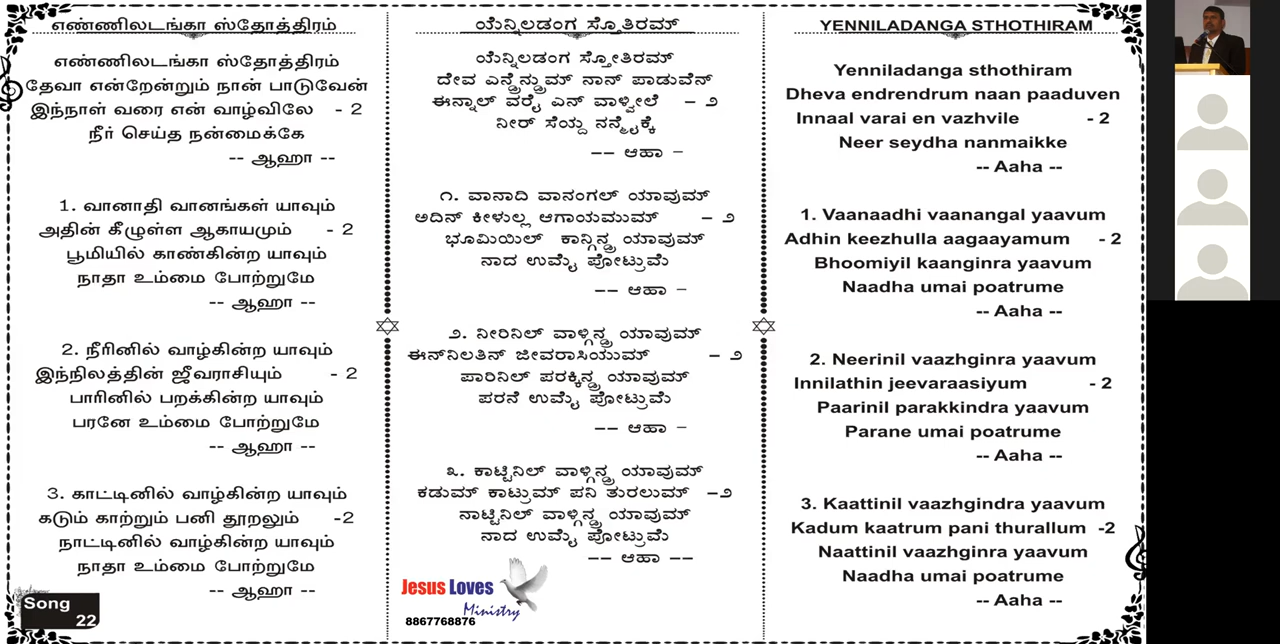 எண்ணிலடங்கா ஸ்தோத்திரம்
எண்ணிலடங்கா ஸ்தோத்திரம்
தேவா என்றேன்றும் நான் பாடுவேன்
இந்நாள் வரை என் வாழ்விலே - 2
நீர் செய்த நன்மைக்கே
-- ஆஹா --
1. வானாதி வானங்கள் யாவும்
அதின் கீழுள்ள ஆகாயமும் - 2
பூமியில் காண்கின்ற யாவும்
நாதா உம்மை போற்றுமே
-- ஆஹா --
2. நீரினில் வாழ்கின்ற யாவும்
இந்நிலத்தின் ஜீவராசியும் - 2
பாரினில் பறக்கின்ற யாவும்
பரனே உம்மை போற்றுமே
-- ஆஹா --
3. காட்டினில் வாழ்கின்ற யாவும்
கடும் காற்றும் பனி தூறலும் -2
நாட்டினில் வாழ்கின்ற யாவும்
நாதா உம்மை போற்றுமே
-- ஆஹா --
Song
22
ಯೆನ್ನಿಲಡಂಗ ಸ್ತೊತಿರಮ್
ಯೆನ್ನಿಲಡಂಗ ಸ್ತೋತಿರಮ್
ದೇವ ಎನ್ಡ್ರೆನ್ಡ್ರುಮ್ ನಾನ್ ಪಾಡುವೆನ್
ಈನ್ನಾಲ್ ವರೈ ಎನ್ ವಾಳ್ವೀಲೆ - ೨
ನೀರ್ ಸೆಯ್ದ ನನ್ಮೈಕ್ಕೆ
-- ಆಹಾ -
೧. ವಾನಾದಿ ವಾನಂಗಲ್ ಯಾವುಮ್
ಅದಿನ್ ಕೀಳುಲ್ಲ ಆಗಾಯಮುಮ್ - ೨
ಭೂಮಿಯಿಲ್ ಕಾನ್ಗಿನ್ಡ್ರ ಯಾವುಮ್
ನಾದ ಉಮೈ ಪೋಟ್ರುಮೆ
-- ಆಹಾ -
೨. ನೀರಿನಿಲ್ ವಾಳ್ಗಿನ್ಡ್ರ ಯಾವುಮ್
ಈನ್‌ನಿಲತಿನ್ ಜೀವರಾಸಿಯುಮ್ - ೨
ಪಾರಿನಿಲ್ ಪರಕ್ಕಿನ್ಡ್ರ ಯಾವುಮ್
ಪರನೆ ಉಮೈ ಪೋಟ್ರುಮೆ
-- ಆಹಾ -
೩. ಕಾಟ್ಟಿನಿಲ್ ವಾಳ್ಗಿನ್ಡ್ರ ಯಾವುಮ್
ಕಡುಮ್ ಕಾಟ್ರುಮ್ ಪನಿ ತುರಲುಮ್ -೨
ನಾಟ್ಟಿನಿಲ್ ವಾಳ್ಗಿನ್ಡ್ರ ಯಾವುಮ್
ನಾದ ಉಮೈ ಪೋಟ್ರುಮೆ
-- ಆಹಾ --
Jesus Loves
Ministry
8867768876
YENNILADANGA STHOTHIRAM
Yenniladanga sthothiram
Dheva endrendrum naan paaduven
Innaal varai en vazhvile - 2
Neer seydha nanmaikke
-- Aaha --
1. Vaanaadhi vaanangal yaavum
Adhin keezhulla aagaayamum - 2
Bhoomiyil kaanginra yaavum
Naadha umai poatrume
-- Aaha --
2. Neerinil vaazhginra yaavum
Innilathin jeevaraasiyum - 2
Paarinil parakkindra yaavum
Parane umai poatrume
-- Aaha --
3. Kaattinil vaazhgindra yaavum
Kadum kaatrum pani thurallum -2
Naattinil vaazhginra yaavum
Naadha umai poatrume
-- Aaha --